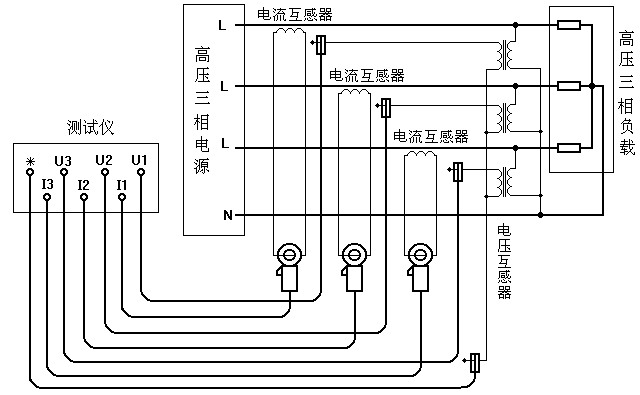 电流互感器
L
高压三相电源
高压三相负载
电流互感器
L
测试仪
电流互感器
L
* U3 U2 U1
I3 I2 I1
N
电压互感器